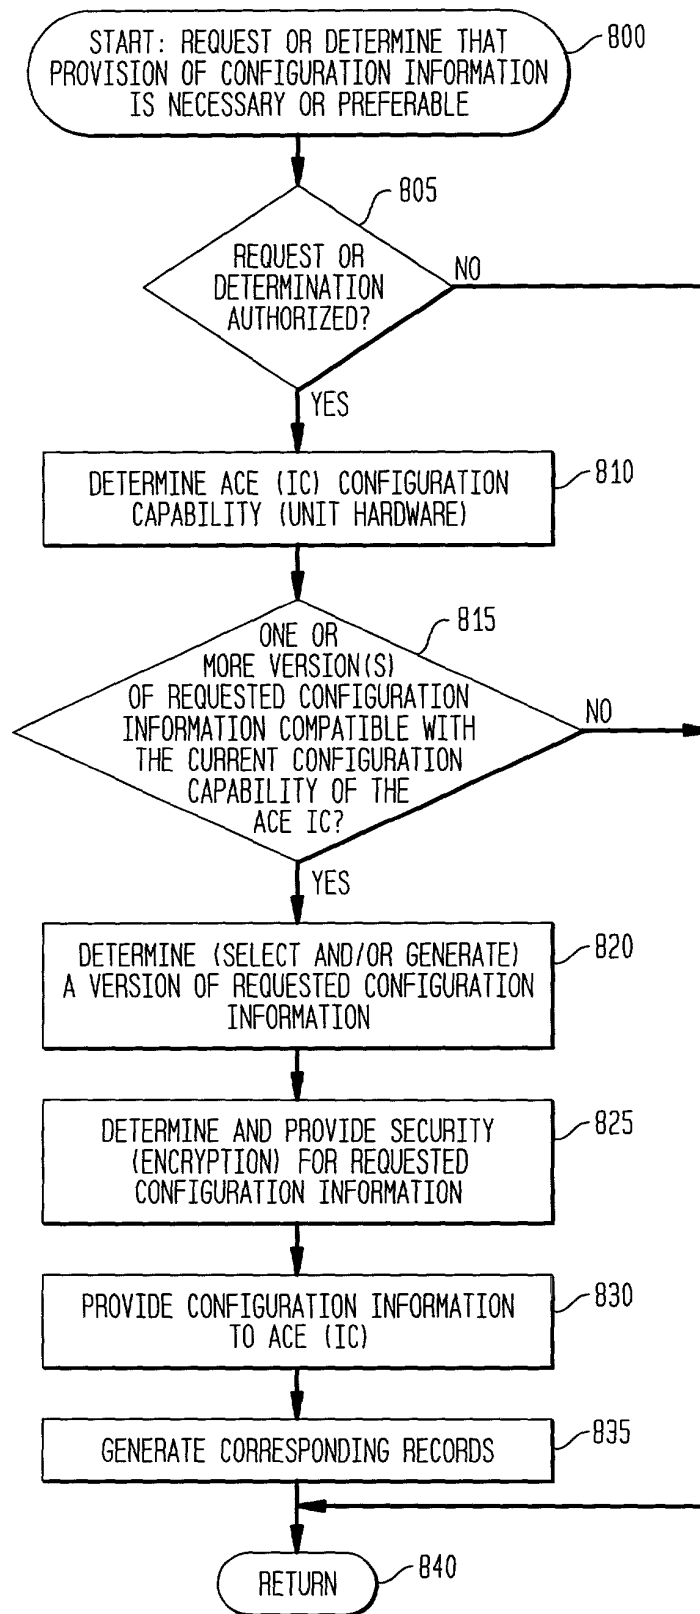 START: REQUEST OR DETERMINE THAT
PROVISION OF CONFIGURATION INFORMATION
IS NECESSARY OR PREFERABLE
800
805
REQUEST OR
DETERMINATION
AUTHORIZED?
NO
YES
DETERMINE ACE (IC) CONFIGURATION
CAPABILITY (UNIT HARDWARE)
810
815
ONE OR
MORE VERSION(S)
OF REQUESTED CONFIGURATION
INFORMATION COMPATIBLE WITH
THE CURRENT CONFIGURATION
CAPABILITY OF THE
ACE IC?
NO
YES
DETERMINE (SELECT AND/OR GENERATE)
A VERSION OF REQUESTED CONFIGURATION
INFORMATION
820
DETERMINE AND PROVIDE SECURITY
(ENCRYPTION) FOR REQUESTED
CONFIGURATION INFORMATION
825
PROVIDE CONFIGURATION INFORMATION
TO ACE (IC)
830
GENERATE CORRESPONDING RECORDS
835
RETURN
840